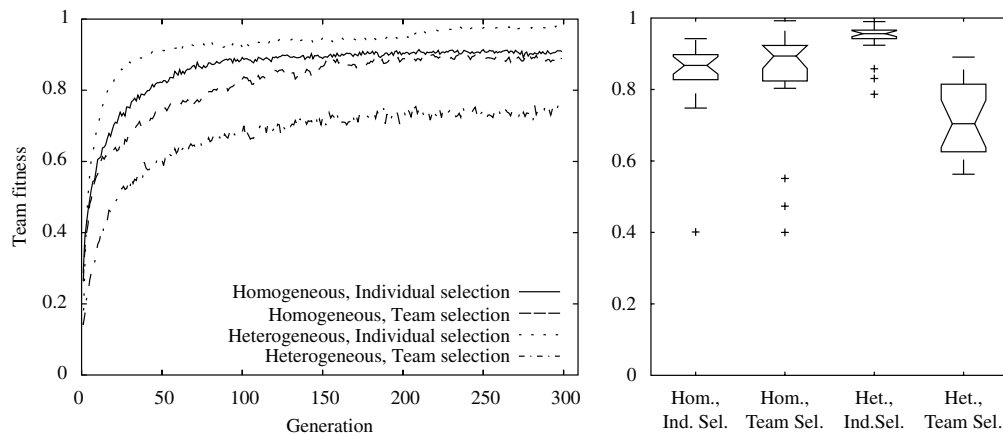 1
0.8
0.6
0.4
0.2
0
Team fitness
0 50 100 150 200 250 300
Generation
Homogeneous, Individual selection
Homogeneous, Team selection
Heterogeneous, Individual selection
Heterogeneous, Team selection
1
0.8
0.6
0.4
0.2
0
Hom., Hom., Het., Het.,
Ind. Sel. Team Sel. Ind.Sel. Team Sel.